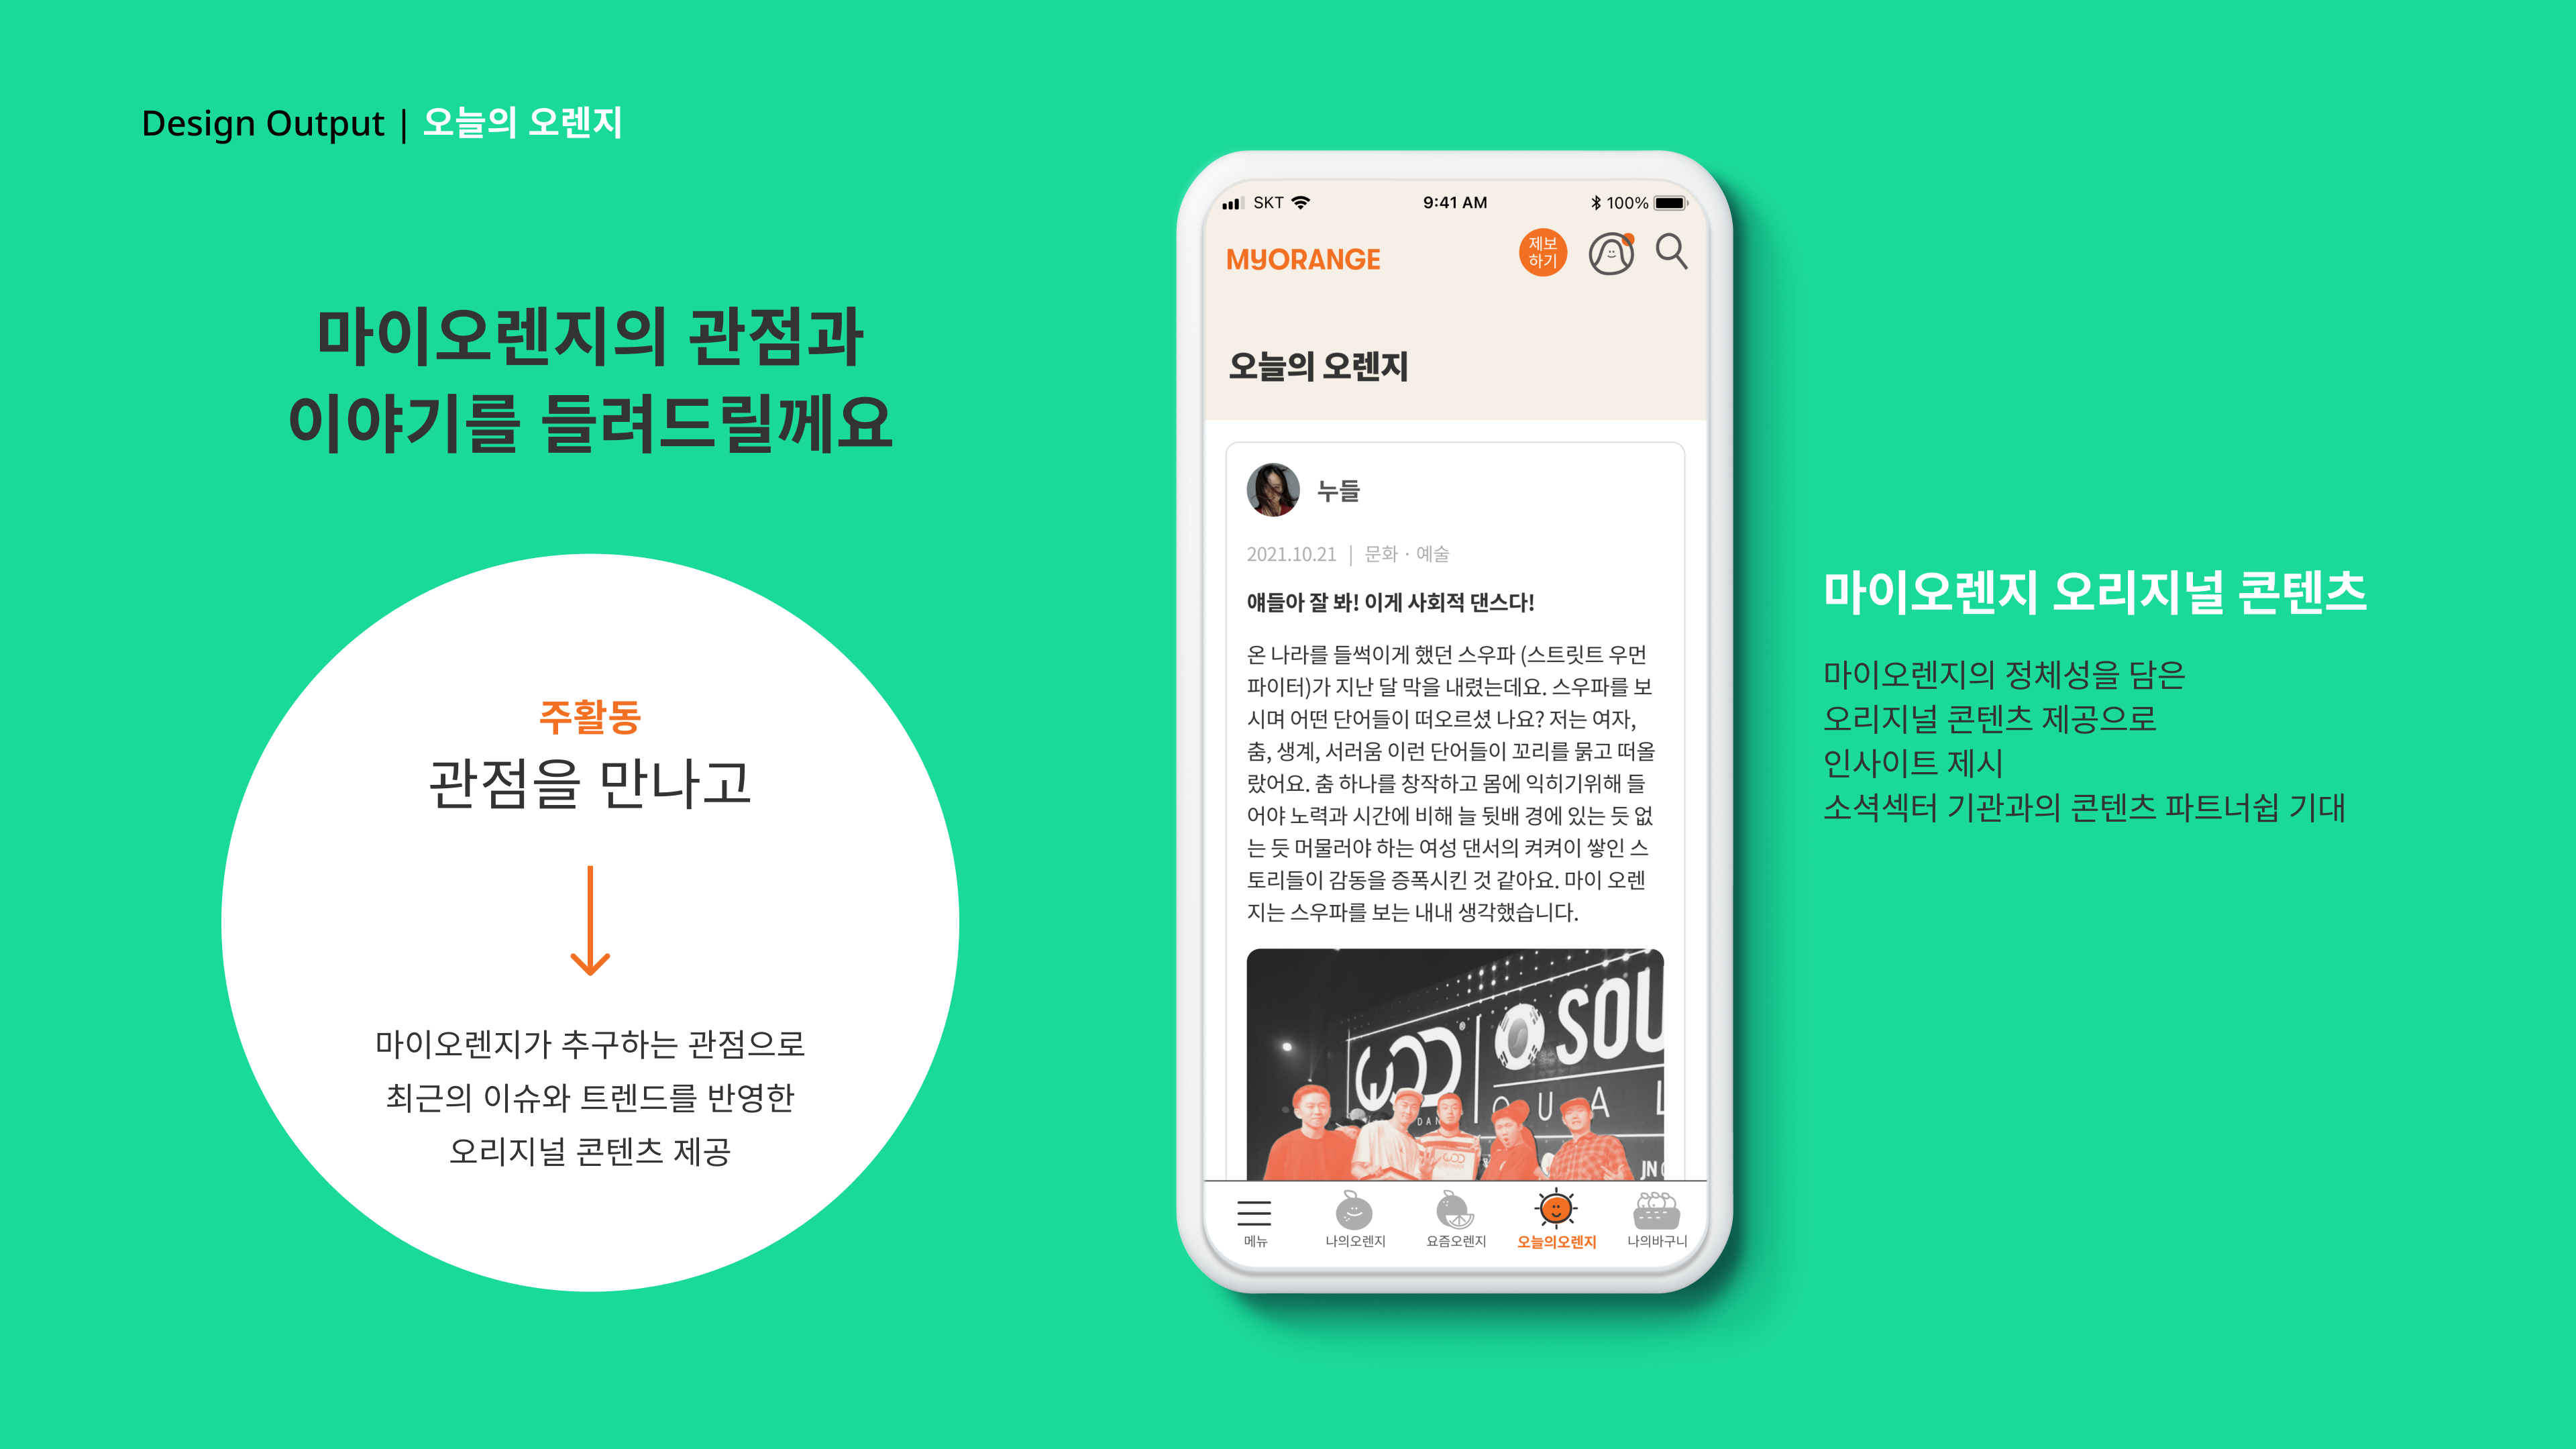 Design Output | 오늘의 오렌지
마이오렌지의 관점과
이야기를 들려드릴께요
주활동
관점을 만나고
마이오렌지가 추구하는 관점으로
최근의 이슈와 트렌드를 반영한
오리지널 콘텐츠 제공
SKT
9:41 AM
100%
MYORANGE
제보
하기
오늘의 오렌지
누들
2021.10.21 | 문화 · 예술
얘들아 잘 봐! 이게 사회적 댄스다!
온 나라를 들썩이게 했던 스우파 (스트릿트 우먼
파이터)가 지난 달 막을 내렸는데요. 스우파를 보
시며 어떤 단어들이 떠오르셨 나요? 저는 여자,
춤, 생계, 서러움 이런 단어들이 꼬리를 묽고 떠올
랐어요. 춤 하나를 창작하고 몸에 익히기위해 들
어야 노력과 시간에 비해 늘 뒷배 경에 있는 듯 없
는 듯 머물러야 하는 여성 댄서의 켜켜이 쌓인 스
토리들이 감동을 증폭시킨 것 같아요. 마이 오렌
지는 스우파를 보는 내내 생각했습니다.
WOD
SOU
QUAL
DAN
JN
메뉴
나의오렌지
요즘오렌지
오늘의오렌지
나의바구니
마이오렌지 오리지널 콘텐츠
마이오렌지의 정체성을 담은
오리지널 콘텐츠 제공으로
인사이트 제시
소셕섹터 기관과의 콘텐츠 파트너쉽 기대